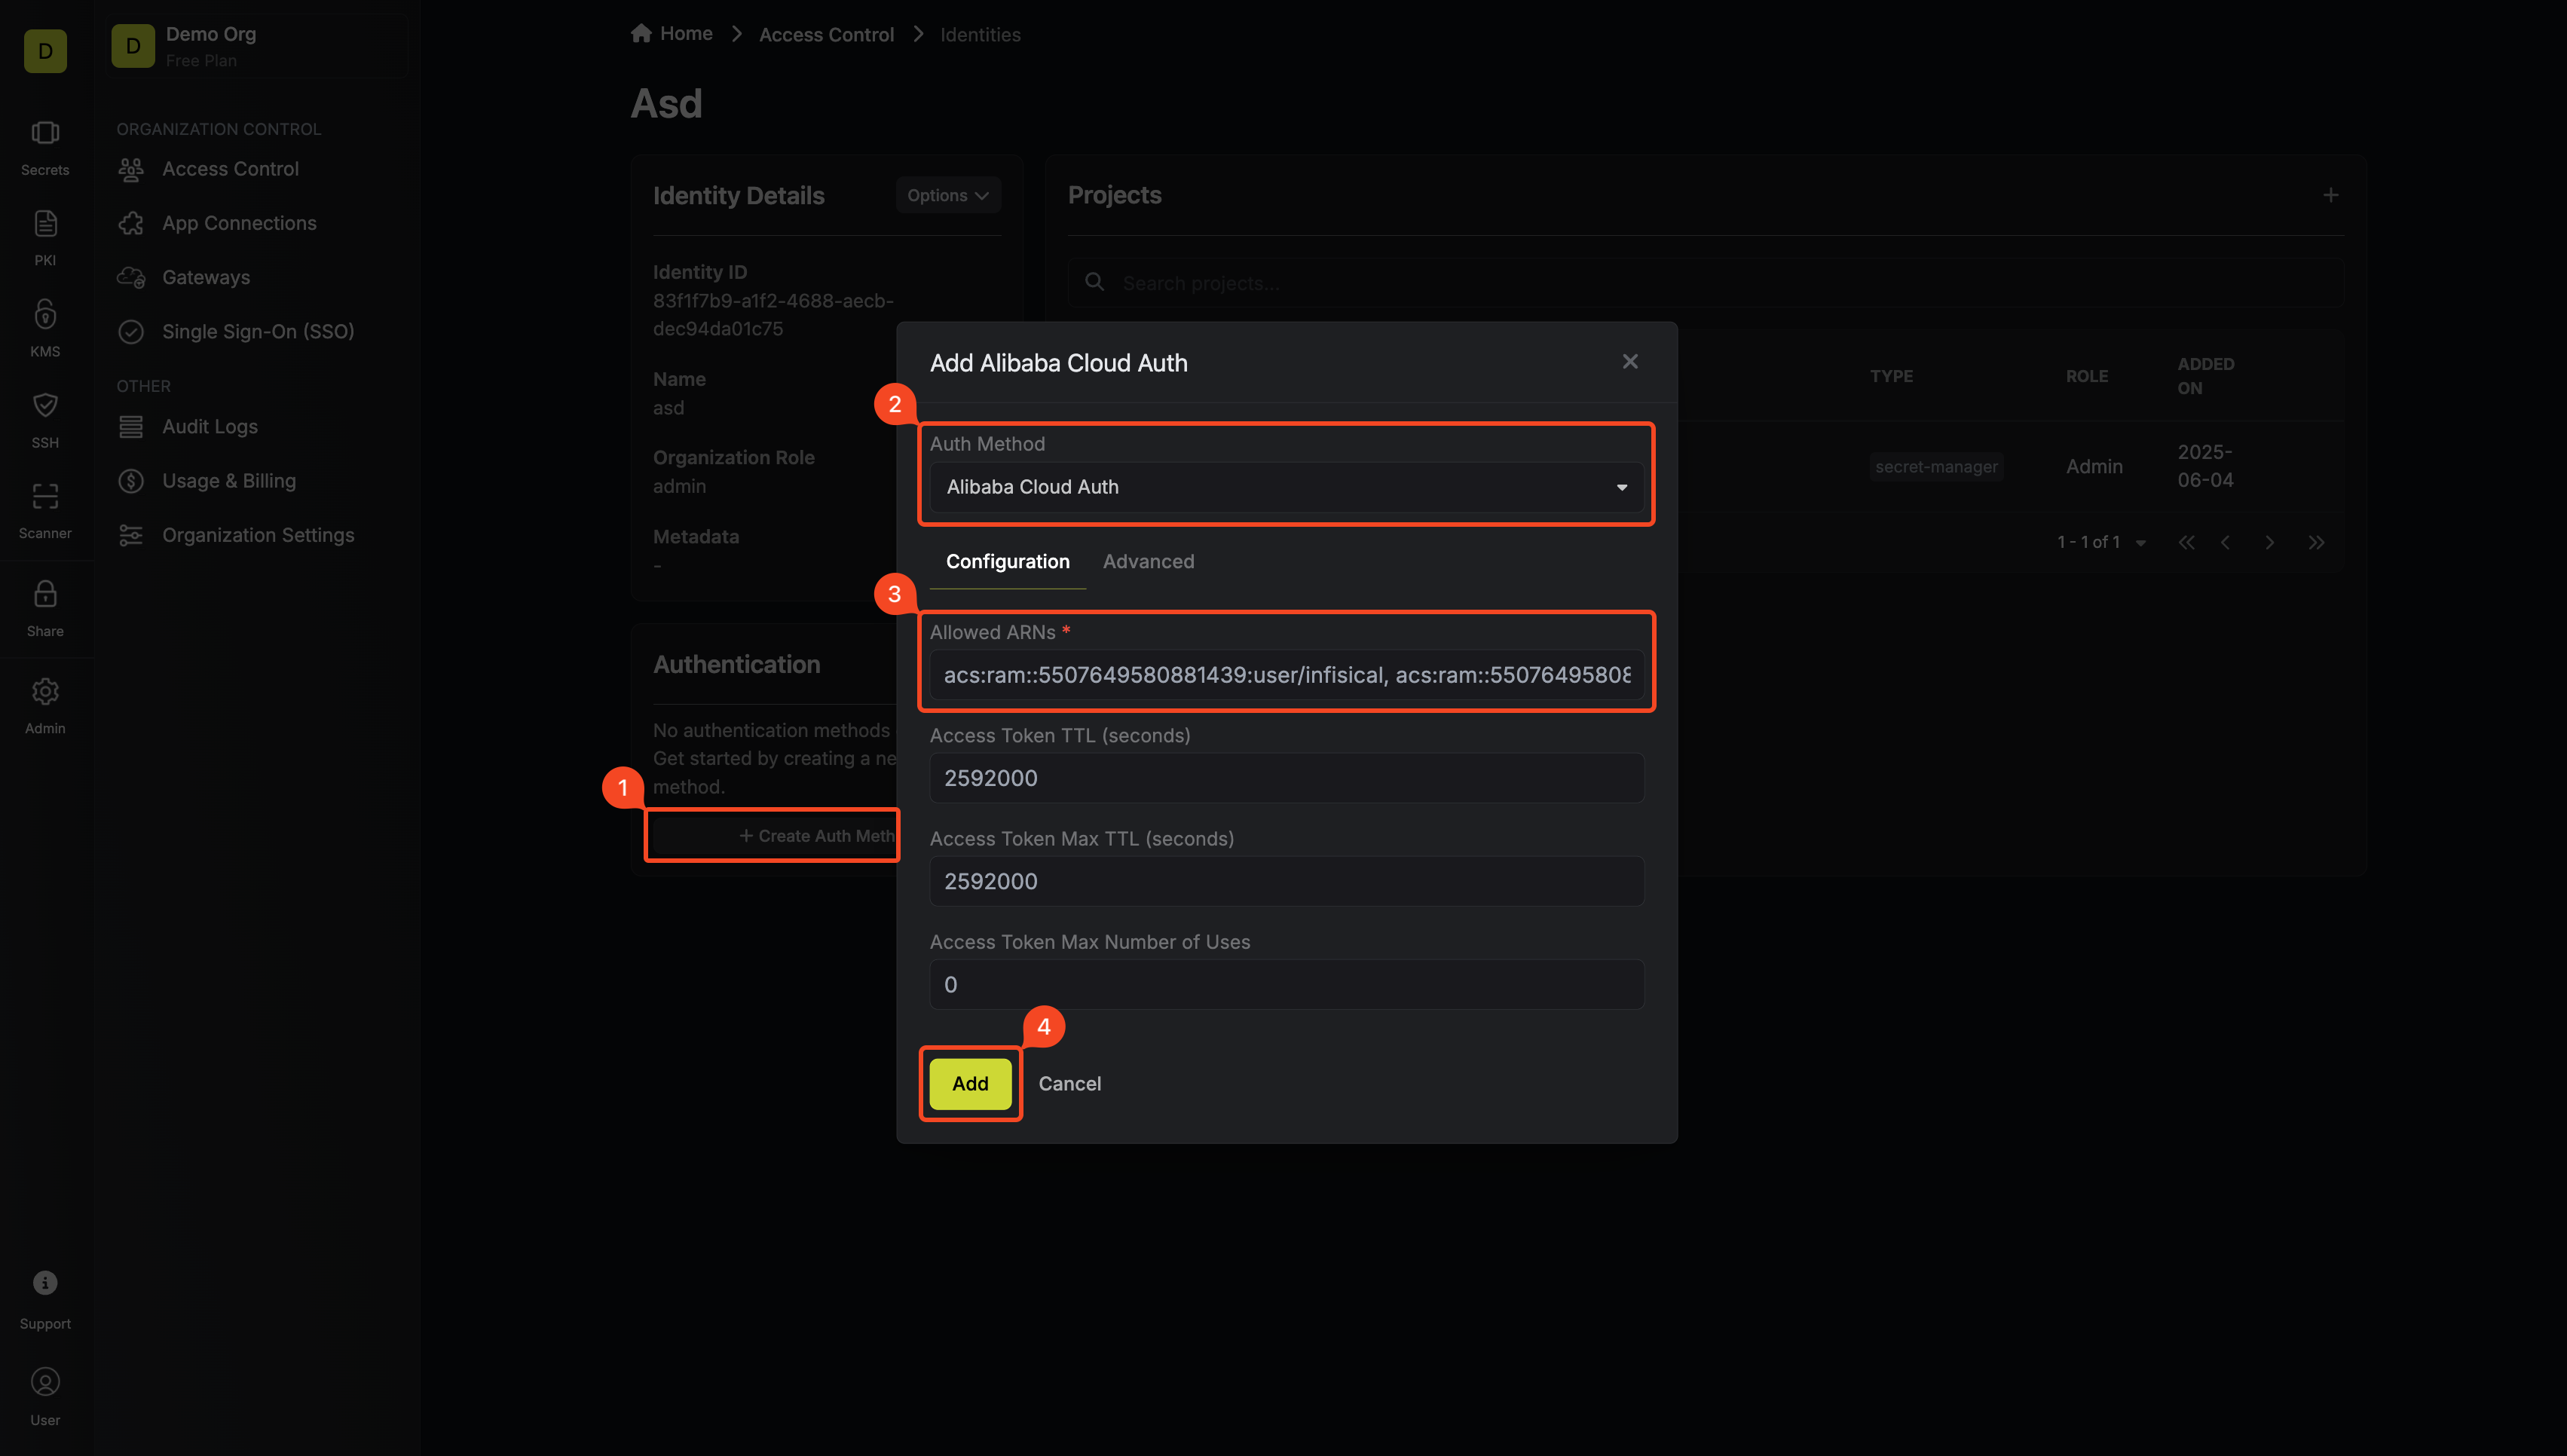 D
Secrets
PKI
KMS
SSH
Scanner
Share
Admin
Support
User
D
Demo Org
Free Plan
ORGANIZATION CONTROL
Access Control
App Connections
Gateways
Single Sign-On (SSO)
OTHER
Audit Logs
Usage & Billing
Organization Settings
Home
Access Control
Identities
Asd
Identity Details
Options
Identity ID
83f1f7b9-a1f2-4688-aecb-
dec94da01c75
Name
asd
Organization Role
admin
Metadata
-
Authentication
No authentication methods
Get started by creating a ne
method.
1
+ Create Auth Meth
Projects
+
Search projects...
TYPE
ROLE
ADDED
ON
secret-manager
Admin
2025-
06-04
1 - 1 of 1
Add Alibaba Cloud Auth
2
Auth Method
Alibaba Cloud Auth
Configuration
Advanced
3
Allowed ARNs *
acs:ram::5507649580881439:user/infisical, acs:ram::55076495808
Access Token TTL (seconds)
2592000
Access Token Max TTL (seconds)
2592000
Access Token Max Number of Uses
0
4
Add
Cancel